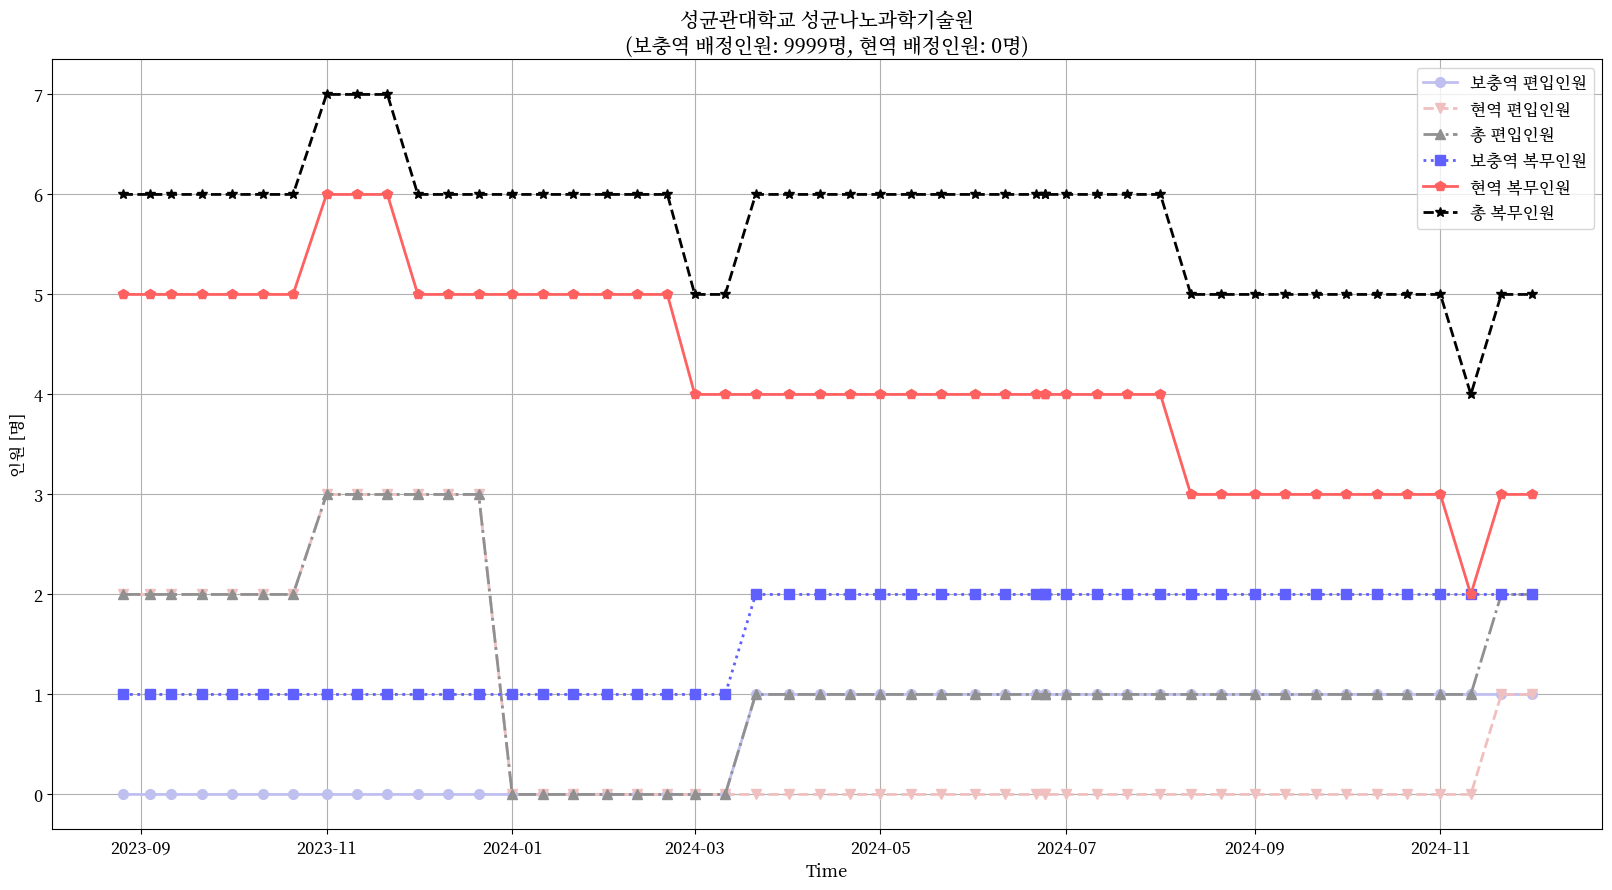 성균관대학교 성균나노과학기술원
(보충역 배정인원: 9999명, 현역 배정인원: 0명)
보충역 편입인원
현역 편입인원
총 편입인원
보충역 복무인원
현역 복무인원
총 복무인원
인원 [명]
7
6
5
4
3
2
1
0
2023-09 2023-11 2024-01 2024-03 2024-05 2024-07 2024-09 2024-11
Time